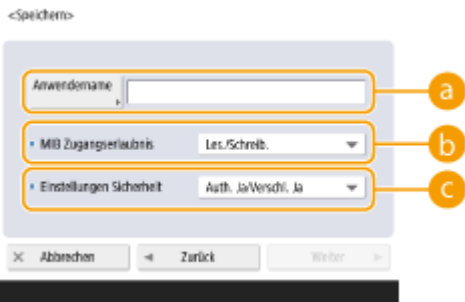 <Speichern>
Anwendername
a
MIB Zugangserlaubnis Les./Schreib.
b
Einstellungen Sicherheit Auth. Ja/Verschl. Ja
c
Abbrechen Zurück Weiter